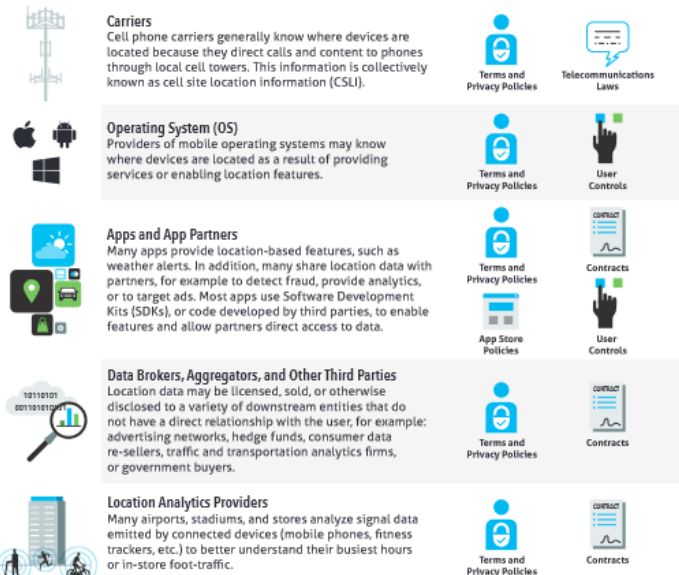 Carriers
Cell phone carriers generally know where devices are
located because they direct calls and content to phones
through local cell towers. This information is collectively
known as cell site location information (CSLI).
Terms and
Privacy Policies
Telecommunications
Laws
Operating System (OS)
Providers of mobile operating systems may know
where devices are located as a result of providing
services or enabling location features.
Terms and
Privacy Policies
User
Controls
Apps and App Partners
Many apps provide location-based features, such as
weather alerts. In addition, many share location data with
partners, for example to detect fraud, provide analytics,
or to target ads. Most apps use Software Development
Kits (SDKs), or code developed by third parties, to enable
features and allow partners direct access to data.
Terms and
Privacy Policies
CONTRACT
Contracts
App Store
Policies
User
Controls
10110101
001101010101
Data Brokers, Aggregators, and Other Third Parties
Location data may be licensed, sold, or otherwise
disclosed to a variety of downstream entities that do
not have a direct relationship with the user, for example:
advertising networks, hedge funds, consumer data
re-sellers, traffic and transportation analytics firms,
or government buyers.
Terms and
Privacy Policies
CONTRACT
Contracts
Location Analytics Providers
Many airports, stadiums, and stores analyze signal data
emitted by connected devices (mobile phones, fitness
trackers, etc.) to better understand their busiest hours
or in-store foot-traffic.
Terms and
Privacy Policies
CONTRACT
Contracts